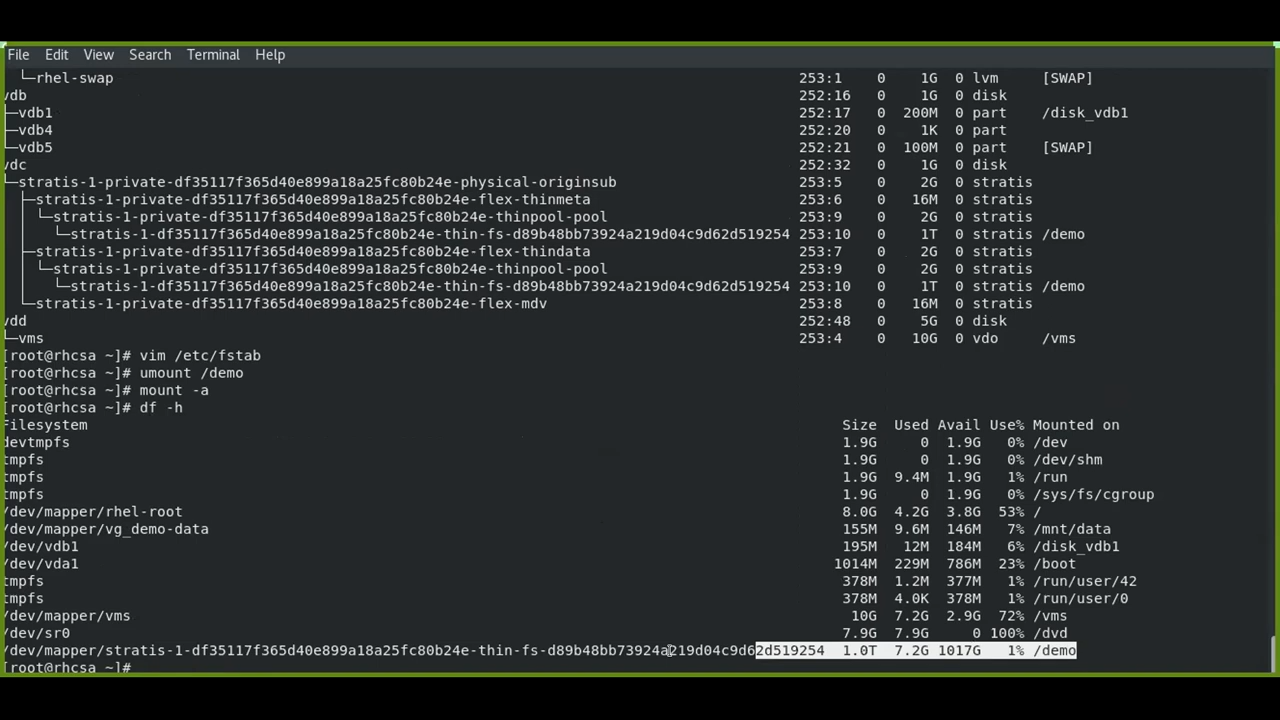 File Edit View Search Terminal Help
└─rhel-swap 253:1 0 1G 0 lvm [SWAP]
vdb 252:16 0 1G 0 disk
├─vdb1 252:17 0 200M 0 part /disk_vdb1
├─vdb4 252:20 0 1K 0 part
└─vdb5 252:21 0 100M 0 part [SWAP]
vdc 252:32 0 1G 0 disk
└─stratis-1-private-df35117f365d40e899a18a25fc80b24e-physical-originsub 253:5 0 2G 0 stratis
├─stratis-1-private-df35117f365d40e899a18a25fc80b24e-flex-thinmeta 253:6 0 16M 0 stratis
│ └─stratis-1-private-df35117f365d40e899a18a25fc80b24e-thinpool-pool 253:9 0 2G 0 stratis
│ └─stratis-1-private-df35117f365d40e899a18a25fc80b24e-thin-fs-d89b48bb73924a219d04c9d62d519254 253:10 0 1T 0 stratis /demo
├─stratis-1-private-df35117f365d40e899a18a25fc80b24e-flex-thindata 253:7 0 2G 0 stratis
│ └─stratis-1-private-df35117f365d40e899a18a25fc80b24e-thinpool-pool 253:9 0 2G 0 stratis
│ └─stratis-1-private-df35117f365d40e899a18a25fc80b24e-thin-fs-d89b48bb73924a219d04c9d62d519254 253:10 0 1T 0 stratis /demo
└─stratis-1-private-df35117f365d40e899a18a25fc80b24e-flex-mdv 253:8 0 16M 0 stratis
vdd 252:48 0 5G 0 disk
└─vms 253:4 0 10G 0 vdo /vms
[root@rhcsa ~]# vim /etc/fstab
[root@rhcsa ~]# umount /demo
[root@rhcsa ~]# mount -a
[root@rhcsa ~]# df -h
Filesystem Size Used Avail Use% Mounted on
devtmpfs 1.9G 0 1.9G 0% /dev
tmpfs 1.9G 0 1.9G 0% /dev/shm
tmpfs 1.9G 9.4M 1.9G 1% /run
tmpfs 1.9G 0 1.9G 0% /sys/fs/cgroup
/dev/mapper/rhel-root 8.0G 4.2G 3.8G 53% /
/dev/mapper/vg_demo-data 155M 9.6M 146M 7% /mnt/data
/dev/vdb1 195M 12M 184M 6% /disk_vdb1
/dev/vda1 1014M 229M 786M 23% /boot
tmpfs 378M 1.2M 377M 1% /run/user/42
tmpfs 378M 4.0K 378M 1% /run/user/0
/dev/mapper/vms 10G 7.2G 2.9G 72% /vms
/dev/sr0 7.9G 7.9G 0 100% /dvd
/dev/mapper/stratis-1-df35117f365d40e899a18a25fc80b24e-thin-fs-d89b48bb73924a219d04c9d62d519254 1.0T 7.2G 1017G 1% /demo
[root@rhcsa ~]#